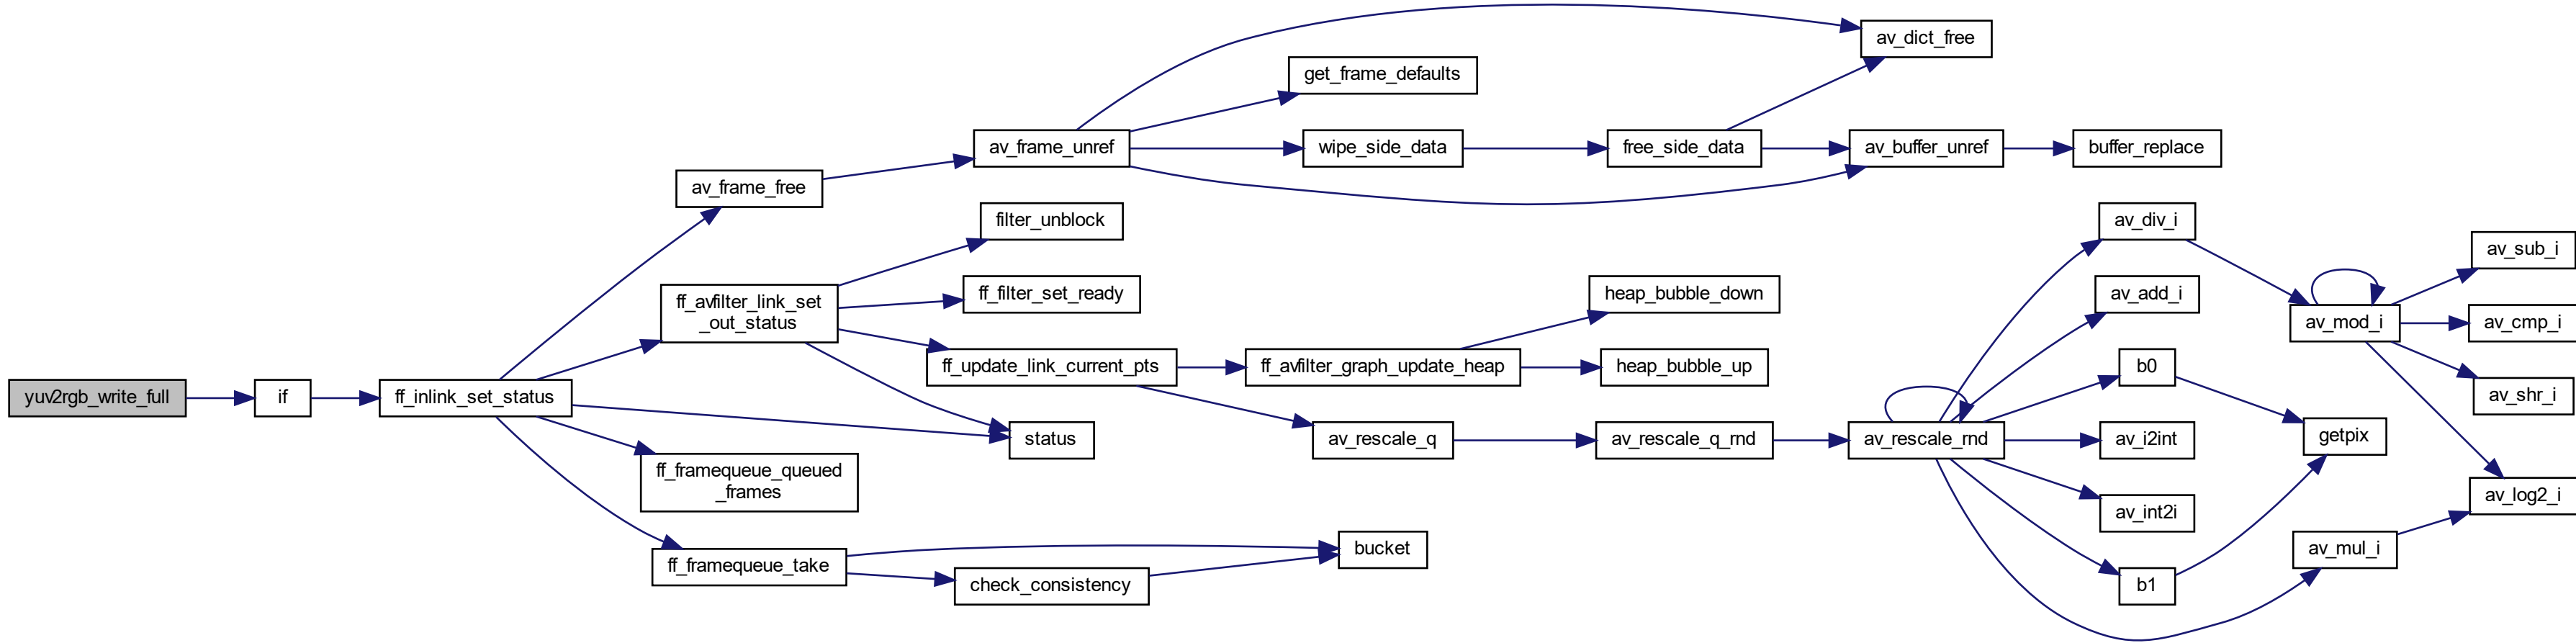 yuv2rgb_write_full
if
ff_inlink_set_status
av_frame_free
ff_avfilter_link_set
_out_status
ff_framequeue_queued
_frames
ff_framequeue_take
av_frame_unref
filter_unblock
ff_filter_set_ready
ff_update_link_current_pts
status
check_consistency
get_frame_defaults
wipe_side_data
ff_avfilter_graph_update_heap
av_rescale_q
bucket
free_side_data
heap_bubble_down
heap_bubble_up
av_rescale_q_rnd
av_dict_free
av_buffer_unref
av_rescale_rnd
buffer_replace
av_div_i
av_add_i
b0
av_i2int
av_int2i
b1
av_mod_i
getpix
av_mul_i
av_sub_i
av_cmp_i
av_shr_i
av_log2_i